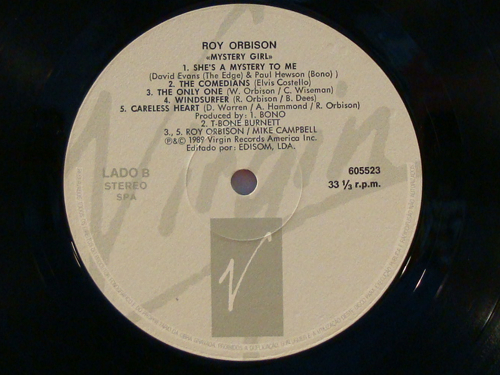 ROY ORBISON
«MYSTERY GIRL»
1. SHE'S A MYSTERY TO ME
(David Evans (The Edge) & Paul Hewson (Bono) )
2. THE COMEDIANS (Elvis Costello)
3. THE ONLY ONE (W. Orbison / C. Wiseman)
4. WINDSURFER (R. Orbison / B. Dees)
5. CARELESS HEART (D. Warren / A. Hammond / R. Orbison)
Produced by: 1. BONO
2. T-BONE BURNETT
3., 5. ROY ORBISON / MIKE CAMPBELL
℗&© 1989 Virgin Records America Inc.
Editado por: EDISOM, LDA.
LADO B
STEREO
SPA
605523
33 ⅓ r.p.m.
Virgin
V